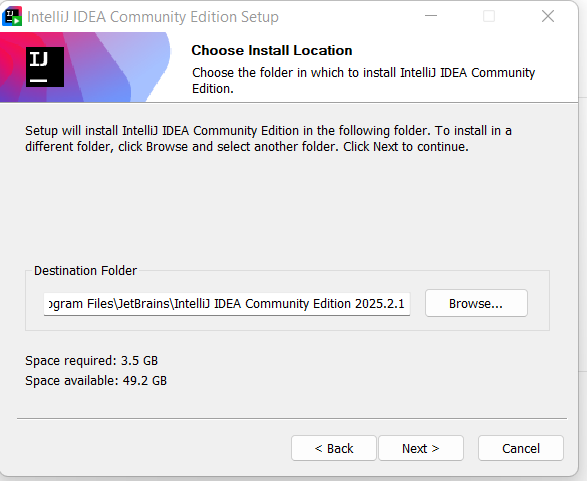 IntelliJ IDEA Community Edition Setup
IJ
Choose Install Location
Choose the folder in which to install IntelliJ IDEA Community
Edition.
Setup will install IntelliJ IDEA Community Edition in the following folder. To install in a
different folder, click Browse and select another folder. Click Next to continue.
Destination Folder
ogram Files\JetBrains\IntelliJ IDEA Community Edition 2025.2.1
Browse...
Space required: 3.5 GB
Space available: 49.2 GB
< Back
Next >
Cancel